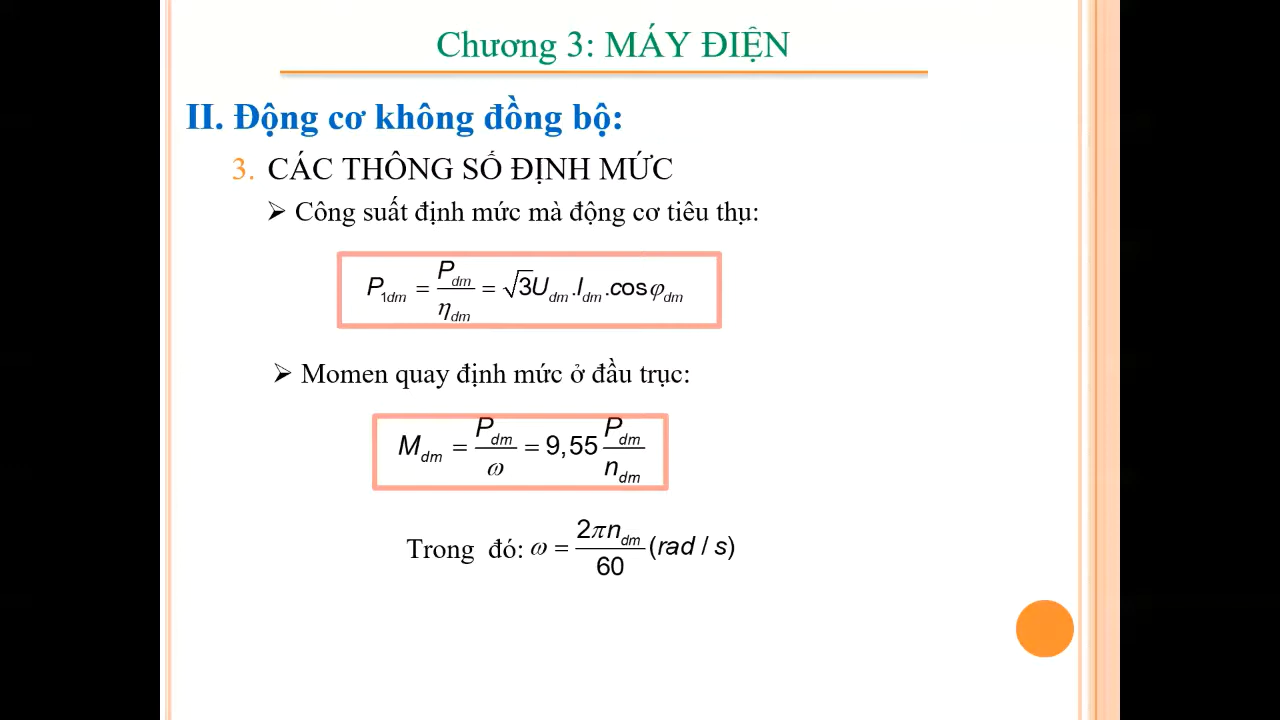 Chương 3: MÁY ĐIỆN
II. Động cơ không đồng bộ:
3. CÁC THÔNG SỐ ĐỊNH MỨC
➢ Công suất định mức mà động cơ tiêu thụ:
P₁dm = Pdm / ηdm = √3Udm.Idm.cosφdm
➢ Momen quay định mức ở đầu trục:
Mdm = Pdm / ω = 9,55 Pdm / ndm
Trong đó: ω = 2πndm / 60 (rad / s)